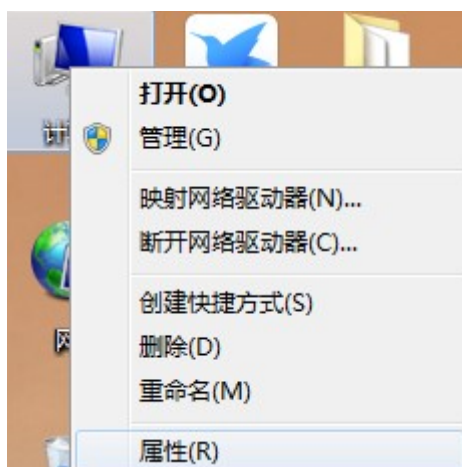 打开(O)
计
管理(G)
映射网络驱动器(N)...
断开网络驱动器(C)...
创建快捷方式(S)
删除(D)
重命名(M)
属性(R)